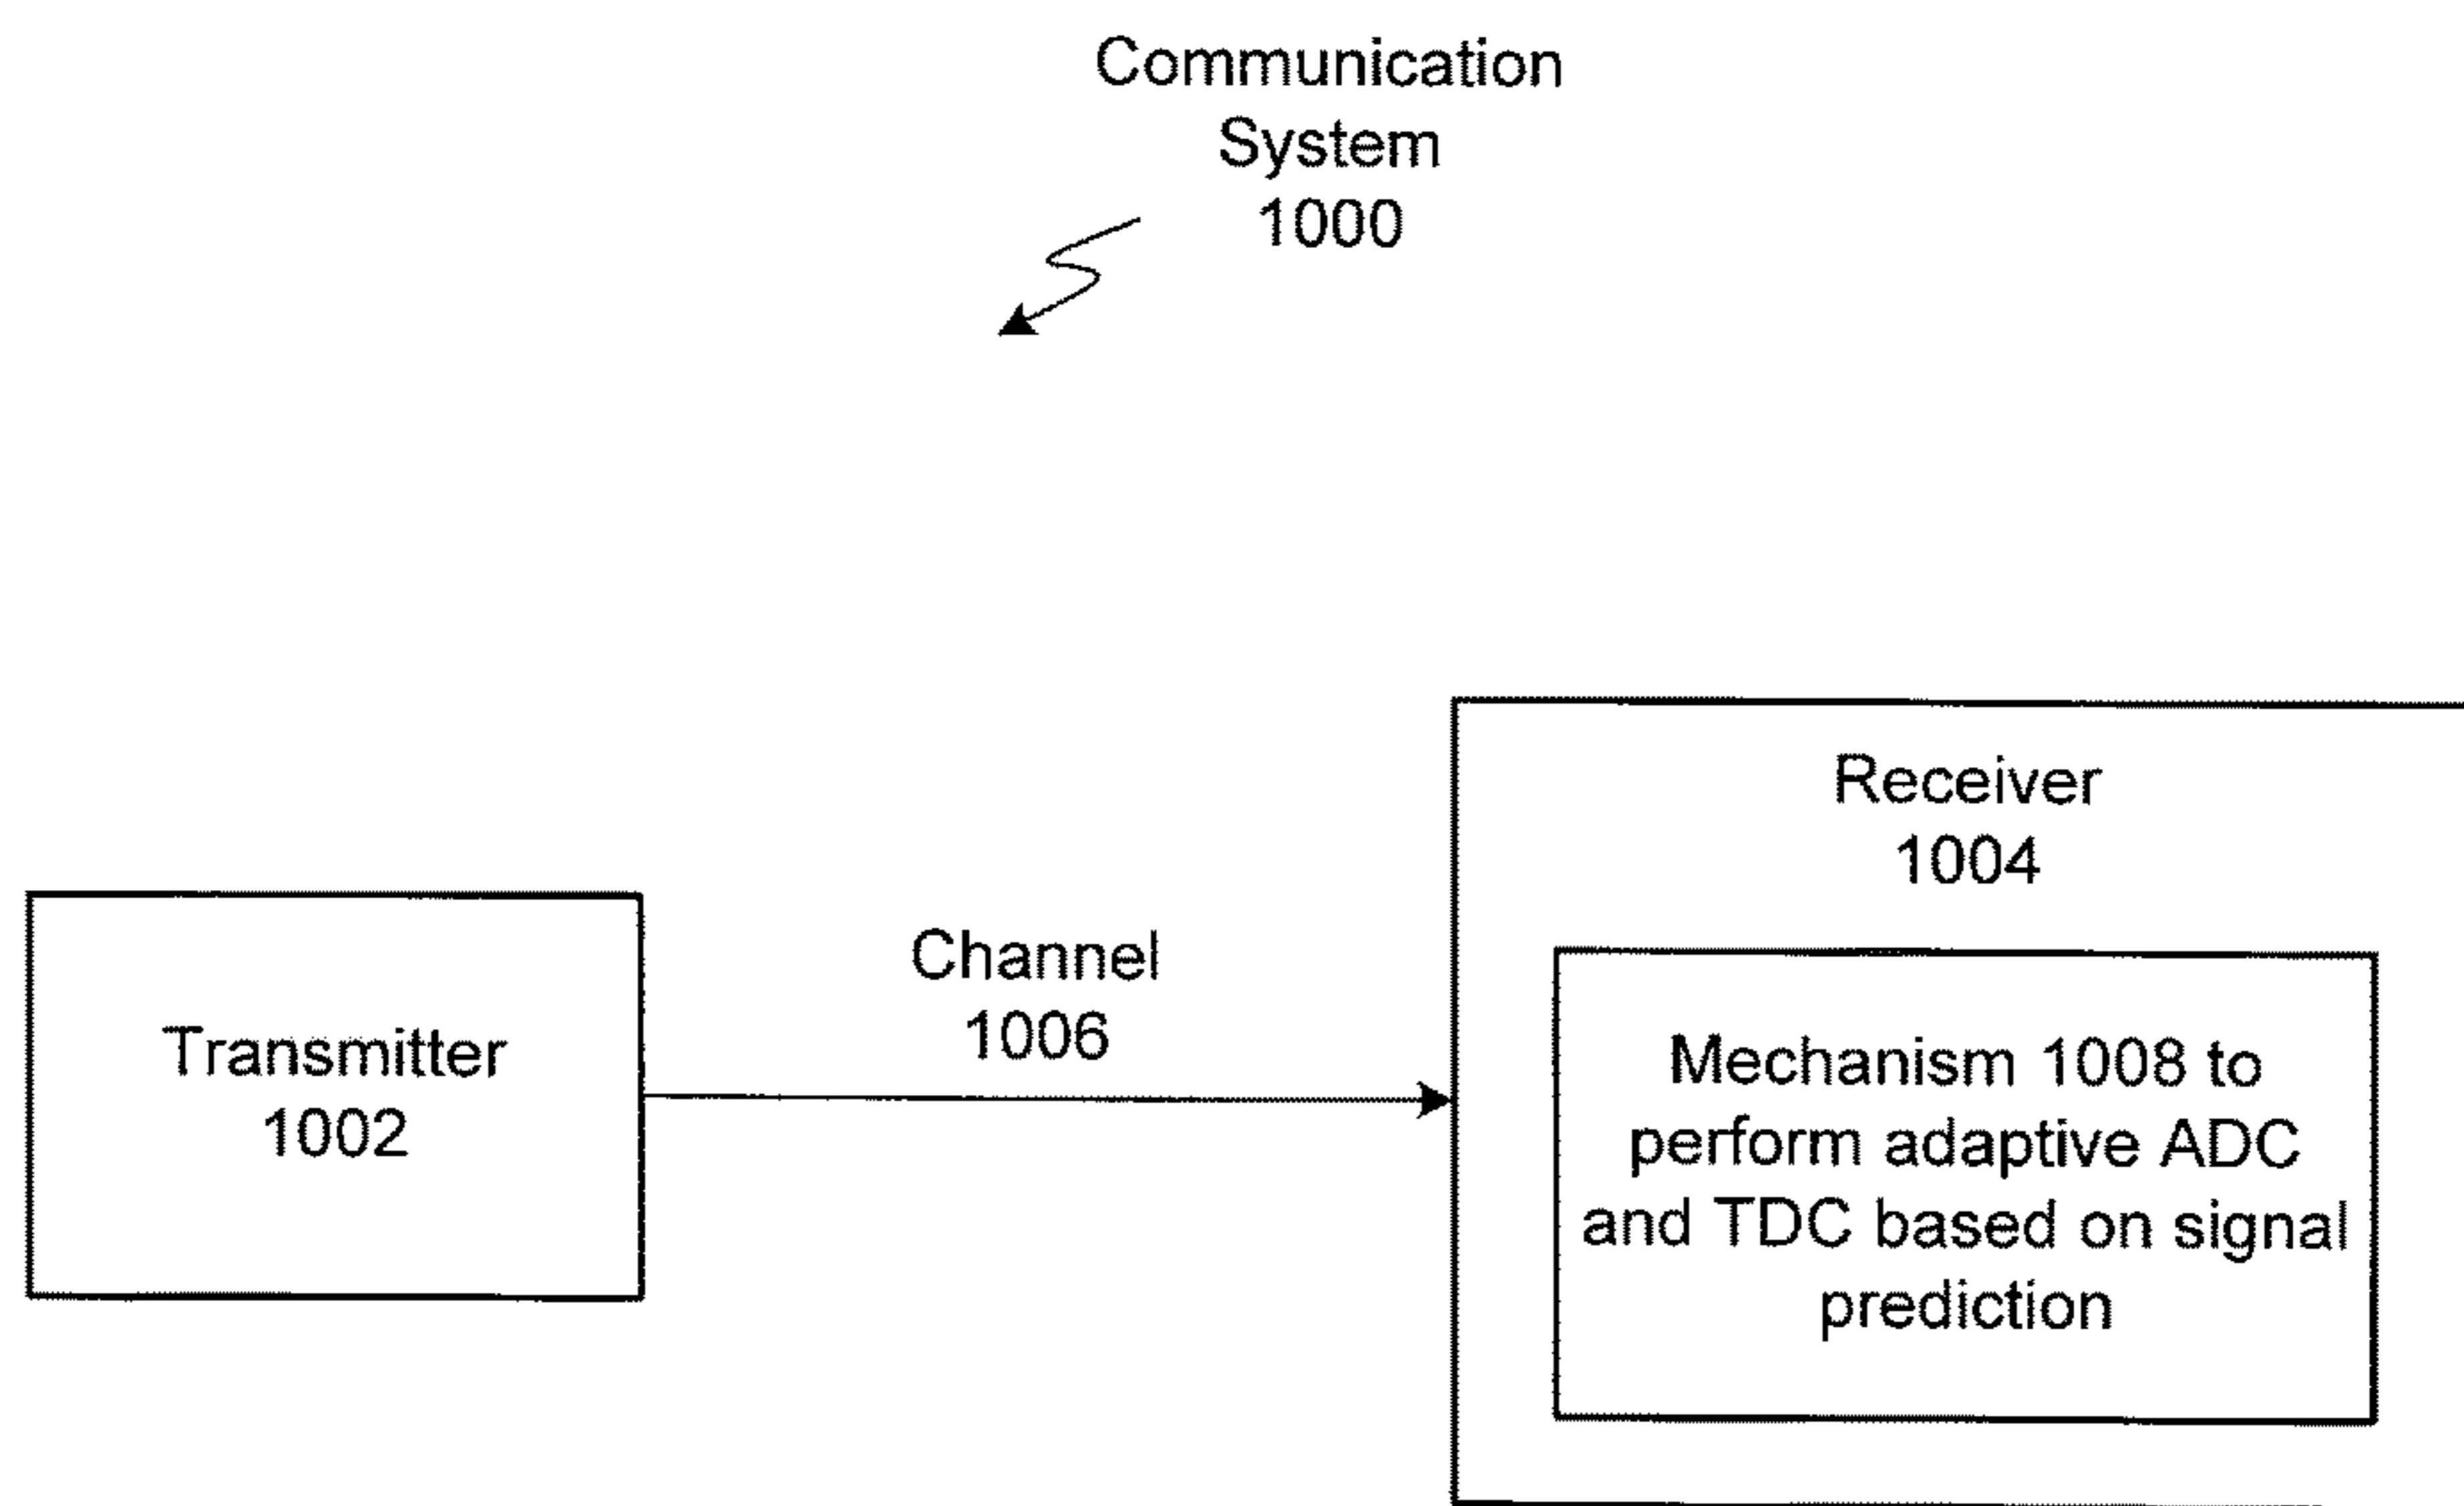 Communication
System
1000
Receiver
1004
Channel
1006
Transmitter
1002
Mechanism 1008 to
perform adaptive ADC
and TDC based on signal
prediction